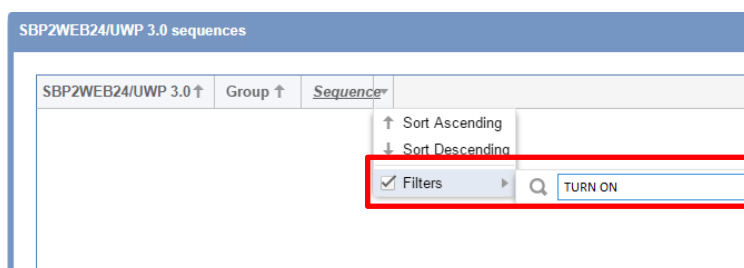 SBP2WEB24/UWP 3.0 sequences
SBP2WEB24/UWP 3.0 Group Sequence
Sort Ascending
Sort Descending
Filters TURN ON